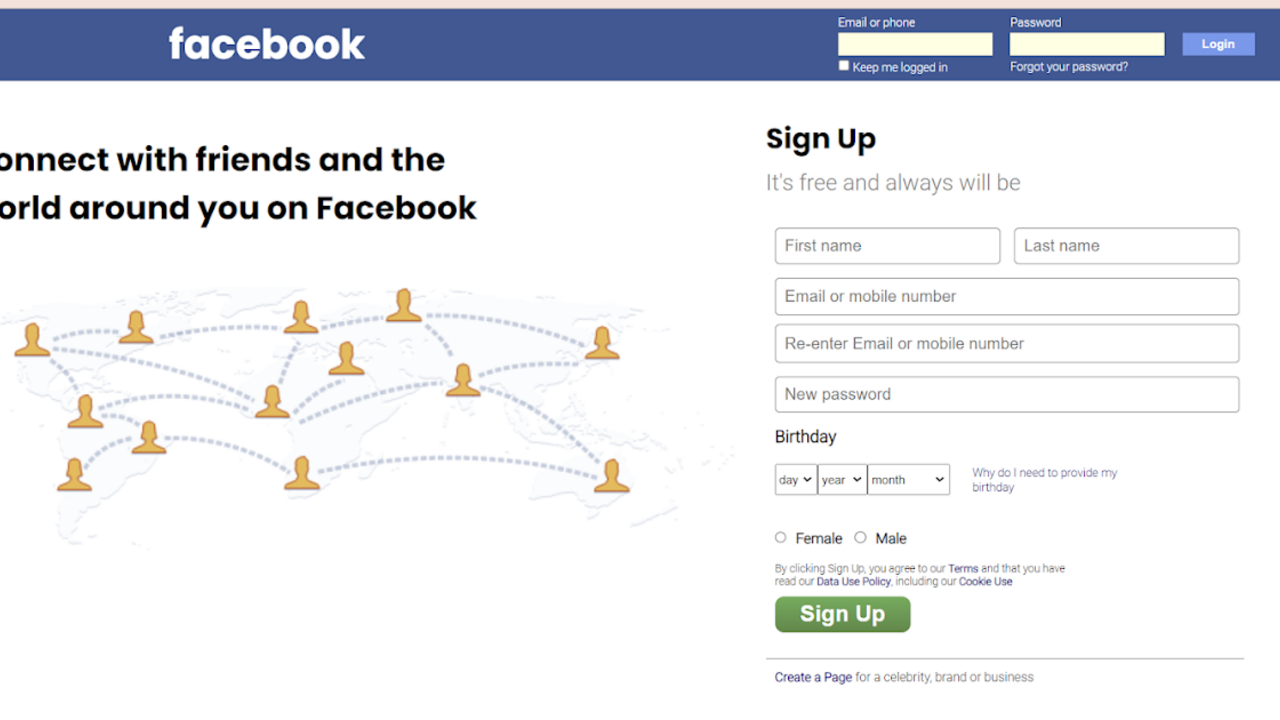 facebook
Email or phone
Password
Login
Keep me logged in
Forgot your password?
onnect with friends and the
orld around you on Facebook
Sign Up
It's free and always will be
First name
Last name
Email or mobile number
Re-enter Email or mobile number
New password
Birthday
day year month
Why do I need to provide my
birthday
Female Male
By clicking Sign Up, you agree to our Terms and that you have
read our Data Use Policy, including our Cookie Use
Sign Up
Create a Page for a celebrity, brand or business